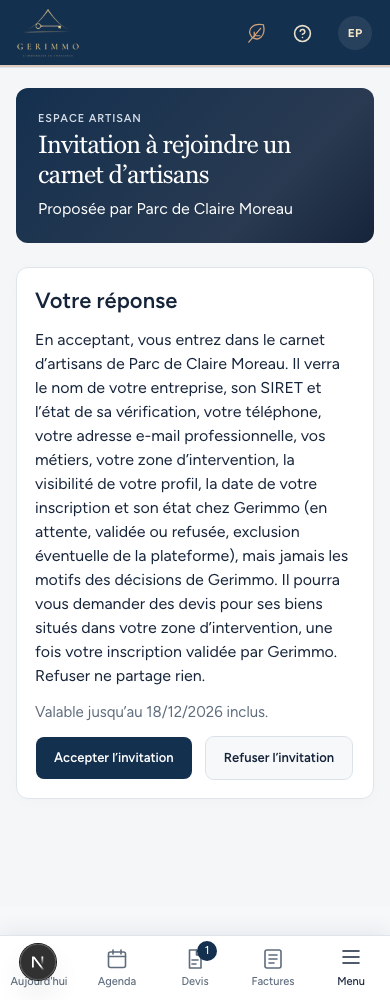 GERIMMO
EP
ESPACE ARTISAN
Invitation à rejoindre un
carnet d’artisans
Proposée par Parc de Claire Moreau
Votre réponse
En acceptant, vous entrez dans le carnet
d’artisans de Parc de Claire Moreau. Il verra
le nom de votre entreprise, son SIRET et
l’état de sa vérification, votre téléphone,
votre adresse e-mail professionnelle, vos
métiers, votre zone d’intervention, la
visibilité de votre profil, la date de votre
inscription et son état chez Gerimmo (en
attente, validée ou refusée, exclusion
éventuelle de la plateforme), mais jamais les
motifs des décisions de Gerimmo. Il pourra
vous demander des devis pour ses biens
situés dans votre zone d’intervention, une
fois votre inscription validée par Gerimmo.
Refuser ne partage rien.
Valable jusqu’au 18/12/2026 inclus.
Accepter l’invitation Refuser l’invitation
N 1
Aujourd’hui Agenda Devis Factures Menu